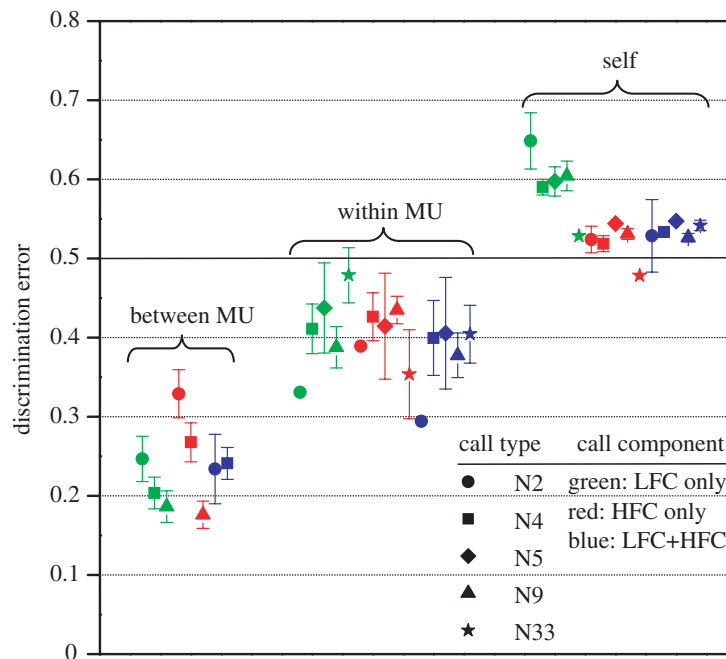 0.8
0.7
0.6
0.5
0.4
0.3
0.2
0.1
0
discrimination error
between MU
within MU
self
call type call component
N2 green: LFC only
N4 red: HFC only
blue: LFC+HFC
N5
N9
N33